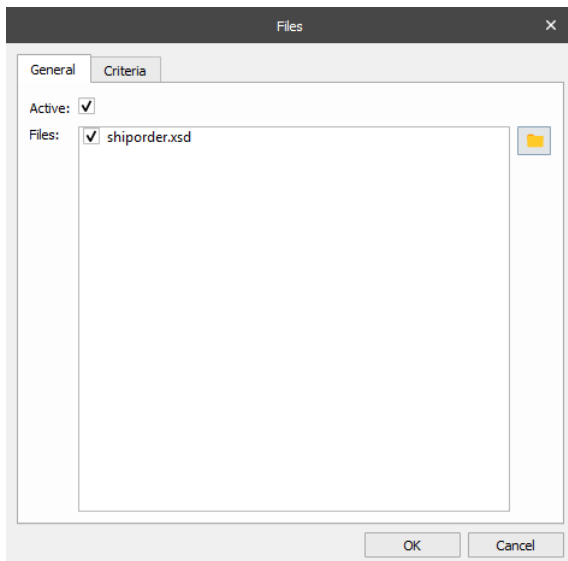 Files
General Criteria
Active:
Files: shiporder.xsd
OK Cancel